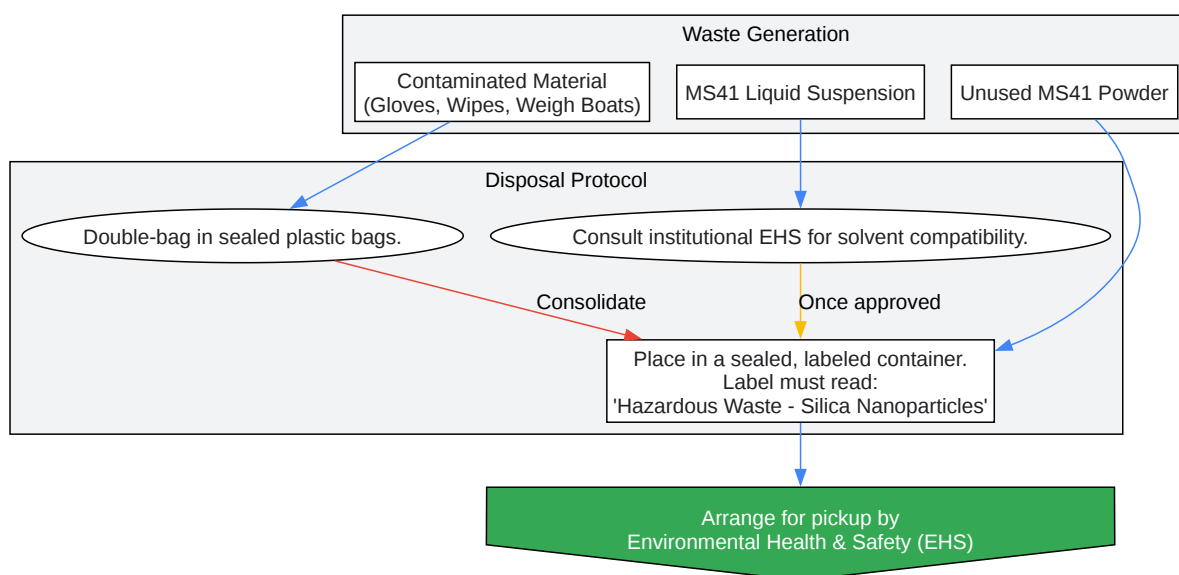 Waste Generation
Contaminated Material
(Gloves, Wipes, Weigh Boats)
MS41 Liquid Suspension
Unused MS41 Powder
Disposal Protocol
Double-bag in sealed plastic bags.
Consult institutional EHS for solvent compatibility.
Consolidate
Once approved
Place in a sealed, labeled container.
Label must read:
'Hazardous Waste - Silica Nanoparticles'
Arrange for pickup by
Environmental Health & Safety (EHS)